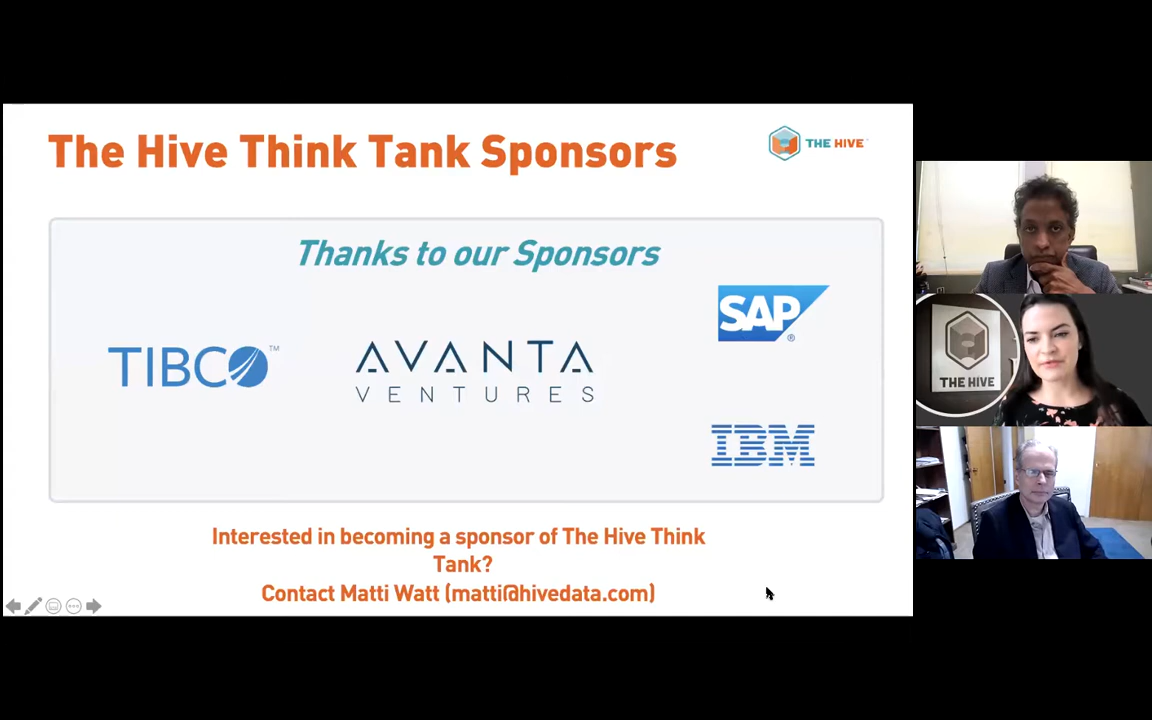 The Hive Think Tank Sponsors
THE HIVE
Thanks to our Sponsors
SAP®
TIBCO™
AVANTA
VENTURES
IBM
Interested in becoming a sponsor of The Hive Think
Tank?
Contact Matti Watt (matti@hivedata.com)
THE HIVE